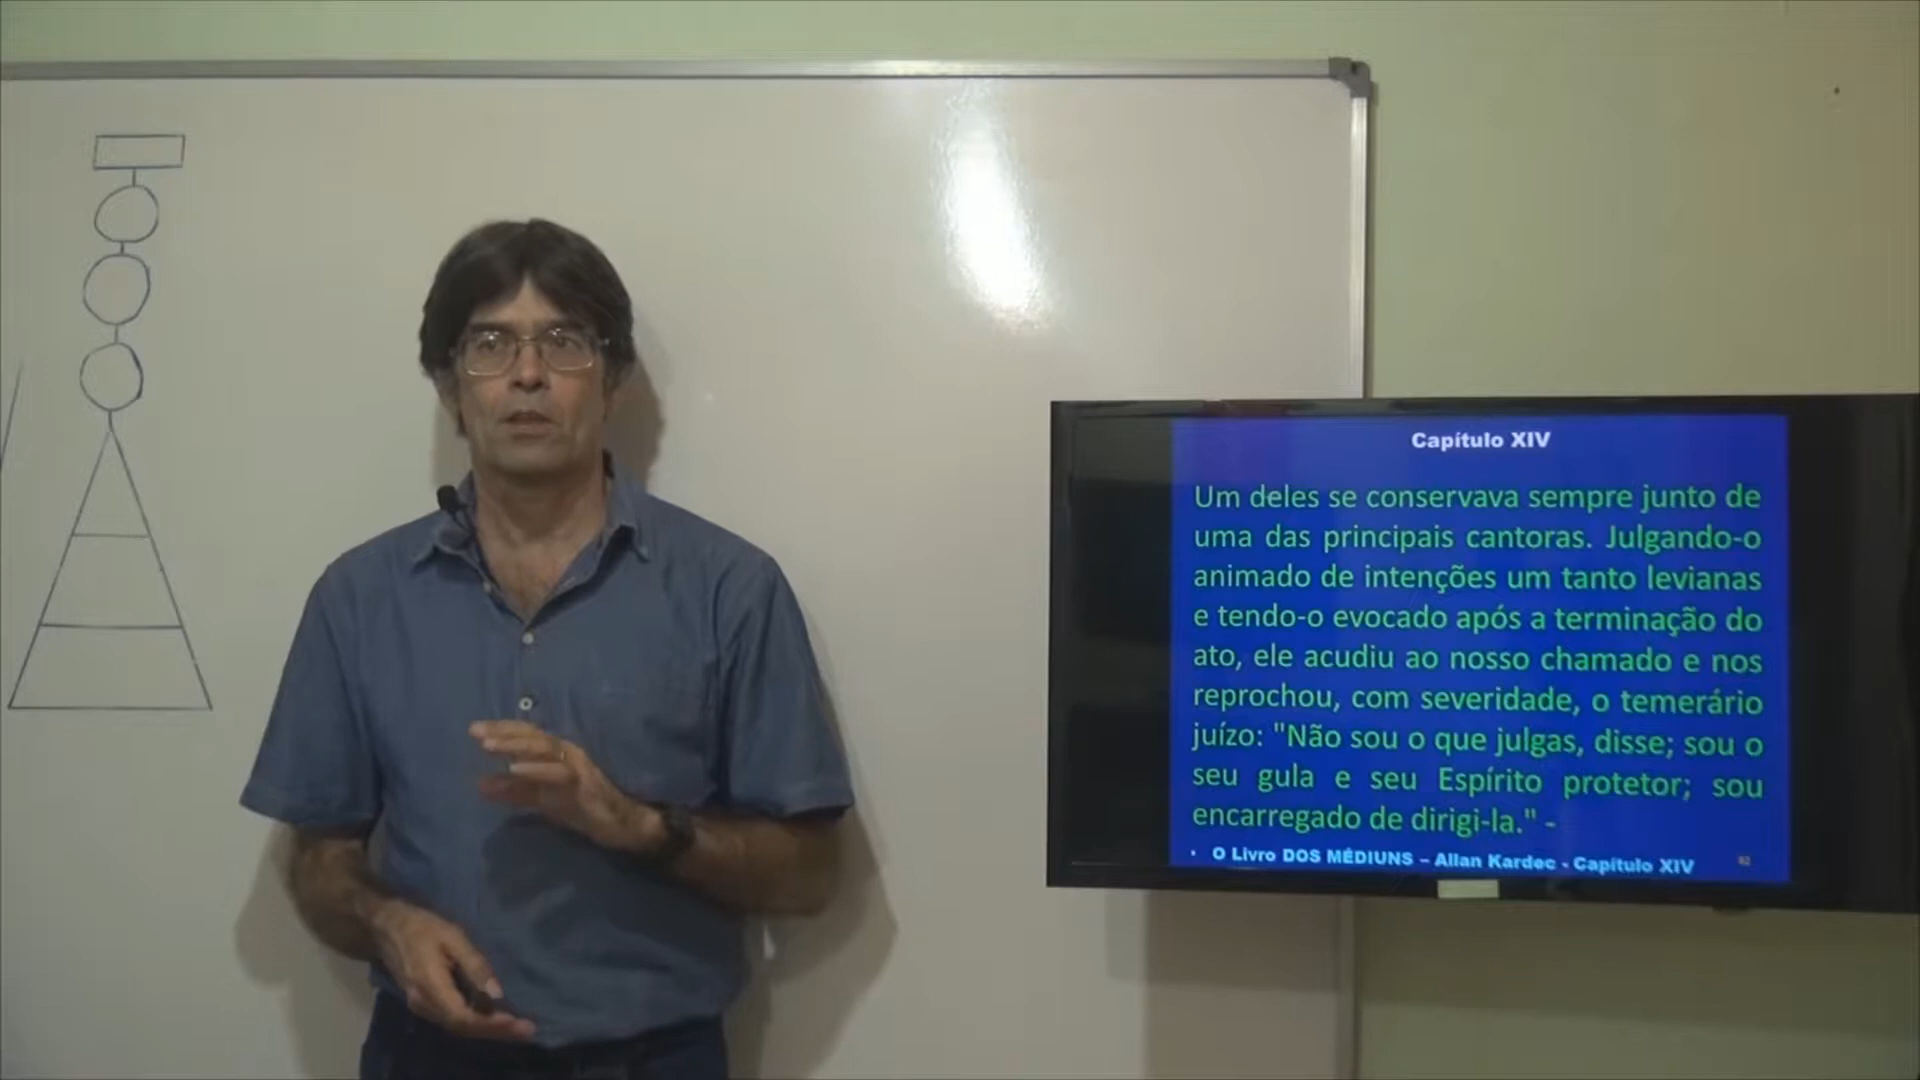 Capítulo XIV
Um deles se conservava sempre junto de
uma das principais cantoras. Julgando-o
animado de intenções um tanto levianas
e tendo-o evocado após a terminação do
ato, ele acudiu ao nosso chamado e nos
reprochou, com severidade, o temerário
juízo: "Não sou o que julgas, disse; sou o
seu gula e seu Espírito protetor; sou
encarregado de dirigi-la." -
• O Livro DOS MÉDIUNS – Allan Kardec - Capítulo XIV